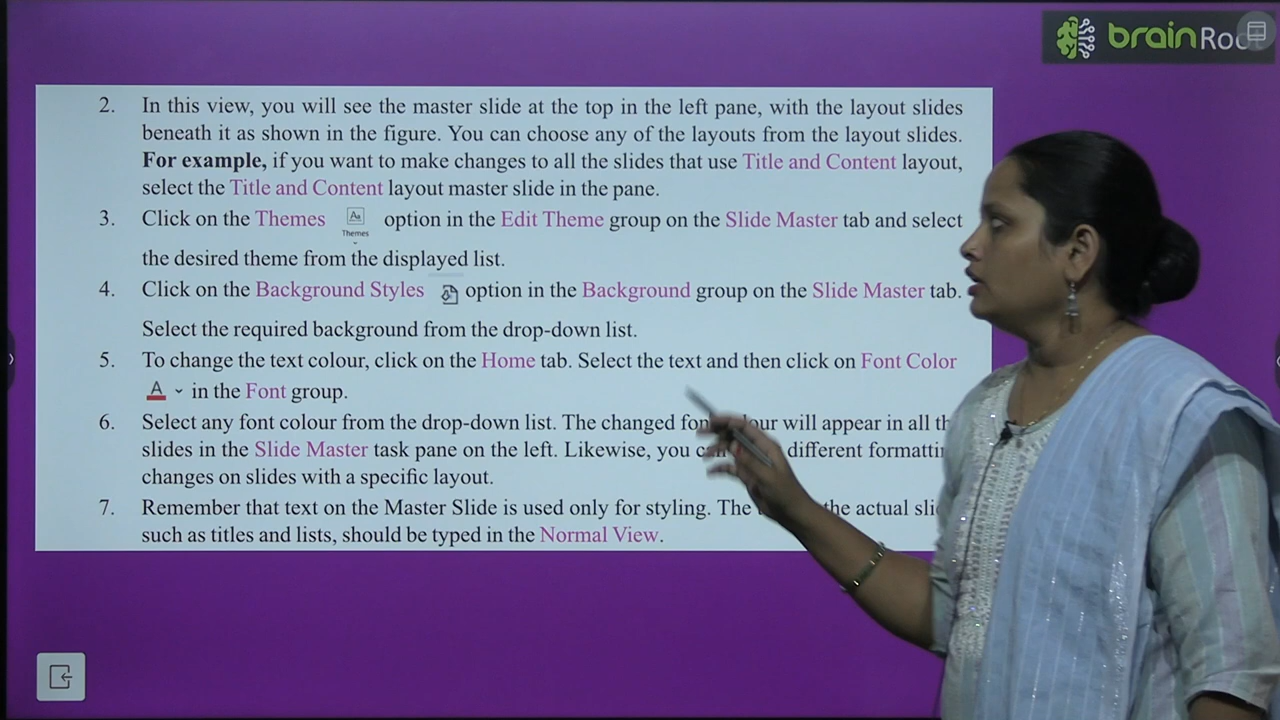 brainRoo
2. In this view, you will see the master slide at the top in the left pane, with the layout slides
beneath it as shown in the figure. You can choose any of the layouts from the layout slides.
For example, if you want to make changes to all the slides that use Title and Content layout,
select the Title and Content layout master slide in the pane.
3. Click on the Themes Aa Themes option in the Edit Theme group on the Slide Master tab and select
the desired theme from the displayed list.
4. Click on the Background Styles option in the Background group on the Slide Master tab.
Select the required background from the drop-down list.
5. To change the text colour, click on the Home tab. Select the text and then click on Font Color
A in the Font group.
6. Select any font colour from the drop-down list. The changed font colour will appear in all
slides in the Slide Master task pane on the left. Likewise, you different
changes on slides with a specific layout.
7. Remember that text on the Master Slide is used only for styling. The the actual
such as titles and lists, should be typed in the Normal View.